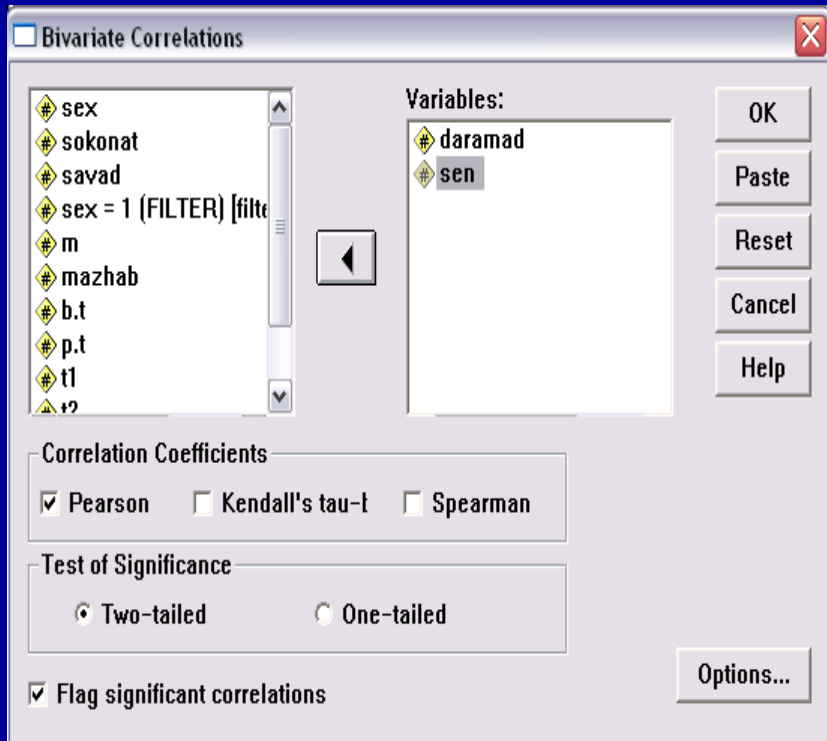 Bivariate Correlations
sex
sokonat
savad
sex = 1 (FILTER) [filte
m
mazhab
b.t
p.t
t1
t2
Variables:
daramad
sen
OK
Paste
Reset
Cancel
Help
Correlation Coefficients
Pearson Kendall's tau-b Spearman
Test of Significance
Two-tailed One-tailed
Flag significant correlations
Options...